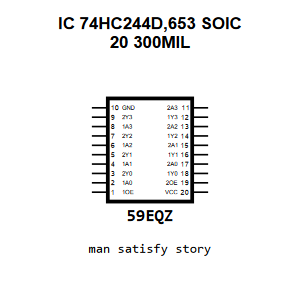 IC 74HC244D,653 SOIC
20 300MIL
10 GND 2A3 11
9 2Y3 1Y3 12
8 1A3 2A2 13
7 2Y2 1Y2 14
6 1A2 2A1 15
5 2Y1 1Y1 16
4 1A1 2A0 17
3 2Y0 1Y0 18
2 1A0 2OE 19
1 1OE VCC 20
59EQZ
man satisfy story